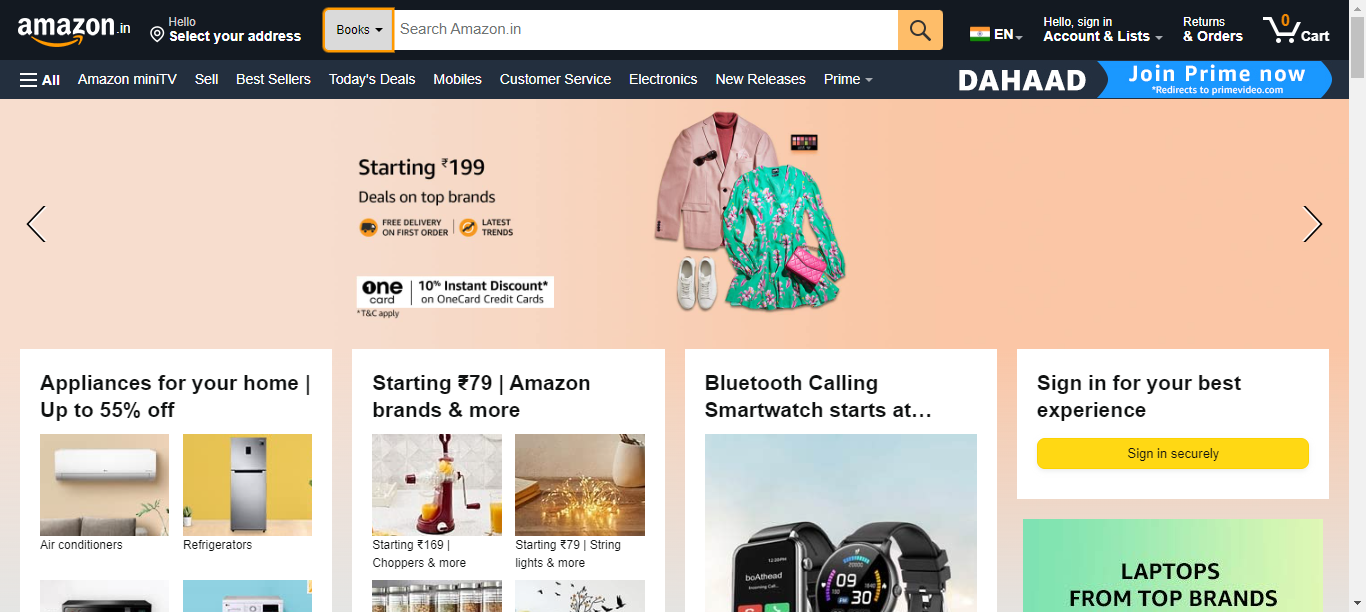 amazon.in
Hello
Select your address
Books
Search Amazon.in
EN
Hello, sign in
Account & Lists
Returns
& Orders
0
Cart
All
Amazon miniTV
Sell
Best Sellers
Today's Deals
Mobiles
Customer Service
Electronics
New Releases
Prime
DAHAAD
Join Prime now
*Redirects to primevideo.com
Starting ₹199
Deals on top brands
FREE DELIVERY
ON FIRST ORDER
LATEST
TRENDS
one
card
10% Instant Discount*
on OneCard Credit Cards
*T&C apply
Appliances for your home |
Up to 55% off
Air conditioners
Refrigerators
Starting ₹79 | Amazon
brands & more
Starting ₹169 |
Choppers & more
Starting ₹79 | String
lights & more
Bluetooth Calling
Smartwatch starts at…
boAthead
Incoming Call...
09
30
Sign in for your best
experience
Sign in securely
LAPTOPS
FROM TOP BRANDS